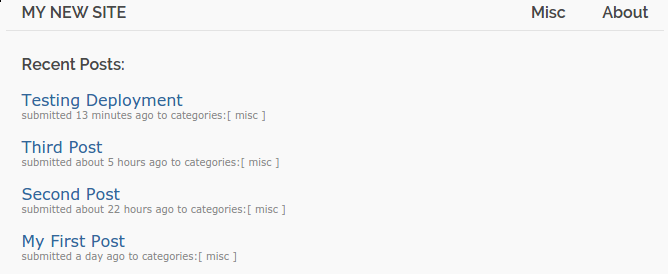 MY NEW SITE Misc About
Recent Posts:
Testing Deployment
submitted 13 minutes ago to categories:[ misc ]
Third Post
submitted about 5 hours ago to categories:[ misc ]
Second Post
submitted about 22 hours ago to categories:[ misc ]
My First Post
submitted a day ago to categories:[ misc ]